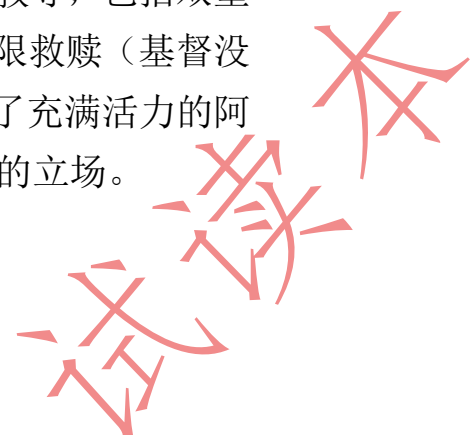 限救赎（基督没
了充满活力的阿
的立场。
试读本